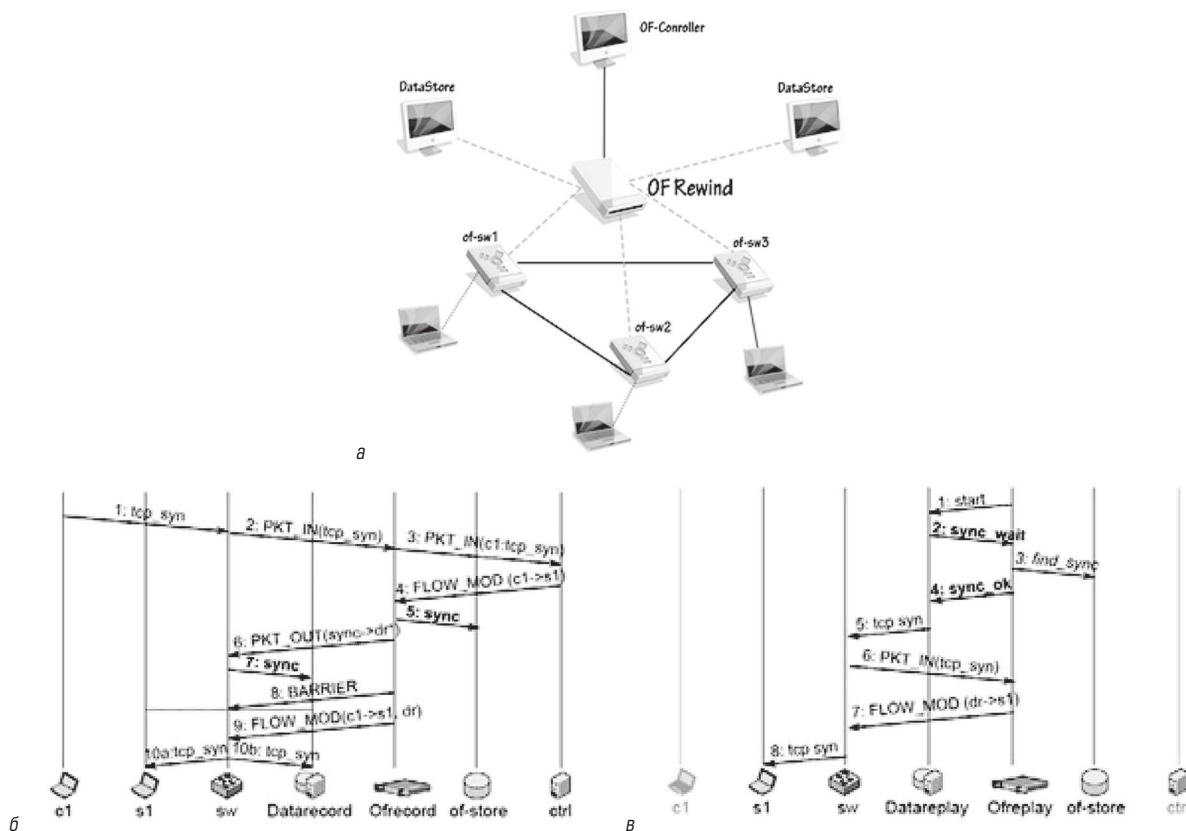 OF-Conroller
DataStore
DataStore
OF Rewind
of-sw1
of-sw3
of-sw2
а
1: tcp_syn
2: PKT_IN(tcp_syn)
3: PKT_IN(c1:tcp_syn)
4: FLOW_MOD (c1->s1)
5: sync
6: PKT_OUT(sync->dr)
7: sync
8: BARRIER
9: FLOW_MOD(c1->s1, dr)
10a:tcp_syn 10b: tcp_syn
c1 s1 sw Datarecord Ofrecord of-store ctrl
б
1: start
2: sync_wait
3: find_sync
4: sync_ok
5: tcp syn
6: PKT_IN(tcp_syn)
7: FLOW_MOD (dr->s1)
8: tcp syn
c1 s1 sw Datareplay Ofreplay of-store ctrl
в